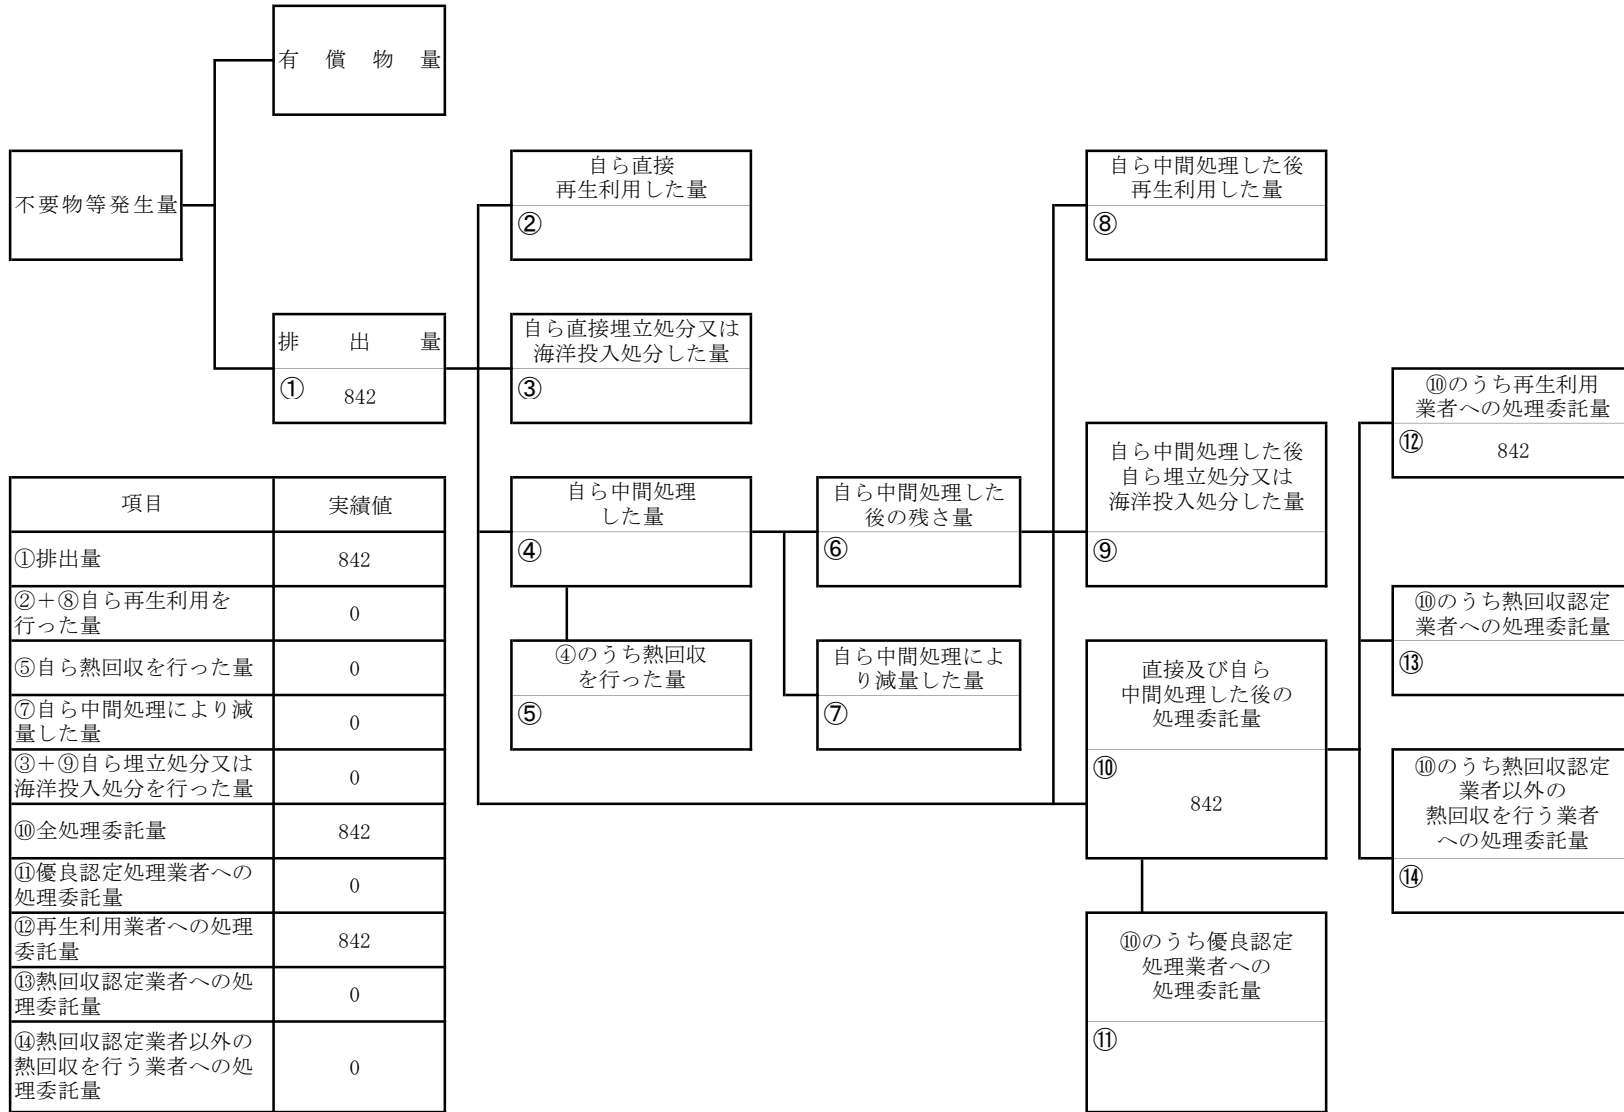 有償物量
不要物等発生量
排出量
①
842
自ら直接
再生利用した量
②
自ら直接埋立処分又は
海洋投入処分した量
③
自ら中間処理
した量
④
④のうち熱回収
を行った量
⑤
自ら中間処理した
後の残さ量
⑥
自ら中間処理によ
り減量した量
⑦
自ら中間処理した後
再生利用した量
⑧
自ら中間処理した後
自ら埋立処分又は
海洋投入処分した量
⑨
直接及び自ら
中間処理した後の
処理委託量
⑩
842
⑩のうち優良認定
処理業者への
処理委託量
⑪
⑩のうち再生利用
業者への処理委託量
⑫
842
⑩のうち熱回収認定
業者への処理委託量
⑬
⑩のうち熱回収認定
業者以外の
熱回収を行う業者
への処理委託量
⑭
項目 実績値
①排出量 842
②+⑧自ら再生利用を
行った量 0
⑤自ら熱回収を行った量 0
⑦自ら中間処理により減
量した量 0
③+⑨自ら埋立処分又は
海洋投入処分を行った量 0
⑩全処理委託量 842
⑪優良認定処理業者への
処理委託量 0
⑫再生利用業者への処理
委託量 842
⑬熱回収認定業者への処
理委託量 0
⑭熱回収認定業者以外の
熱回収を行う業者への処
理委託量 0